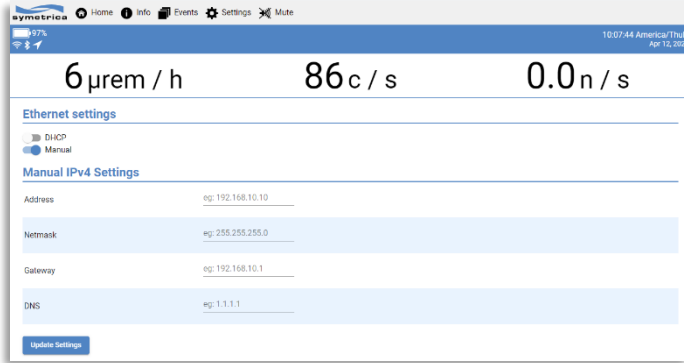 symetrica Home Info Events Settings Mute
97%
10:07:44 America/Thul
Apr 12, 202
6 μrem / h 86 c / s 0.0 n / s
Ethernet settings
DHCP
Manual
Manual IPv4 Settings
Address eg: 192.168.10.10
Netmask eg: 255.255.255.0
Gateway eg: 192.168.10.1
DNS eg: 1.1.1.1
Update Settings